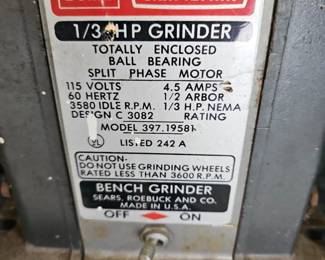 1/3 HP GRINDER
TOTALLY ENCLOSED
BALL BEARING
SPLIT PHASE MOTOR
115 VOLTS 4.5 AMPS
60 HERTZ 1/2 ARBOR
3580 IDLE R.P.M. 1/3 H.P. NEMA
DESIGN C 3082 RATING
MODEL 397.19581
UL LISTED 242 A
CAUTION-
DO NOT USE GRINDING WHEELS
RATED LESS THAN 3600 R.P.M.
BENCH GRINDER
SEARS, ROEBUCK AND CO.
MADE IN U.S.A.
OFF ON